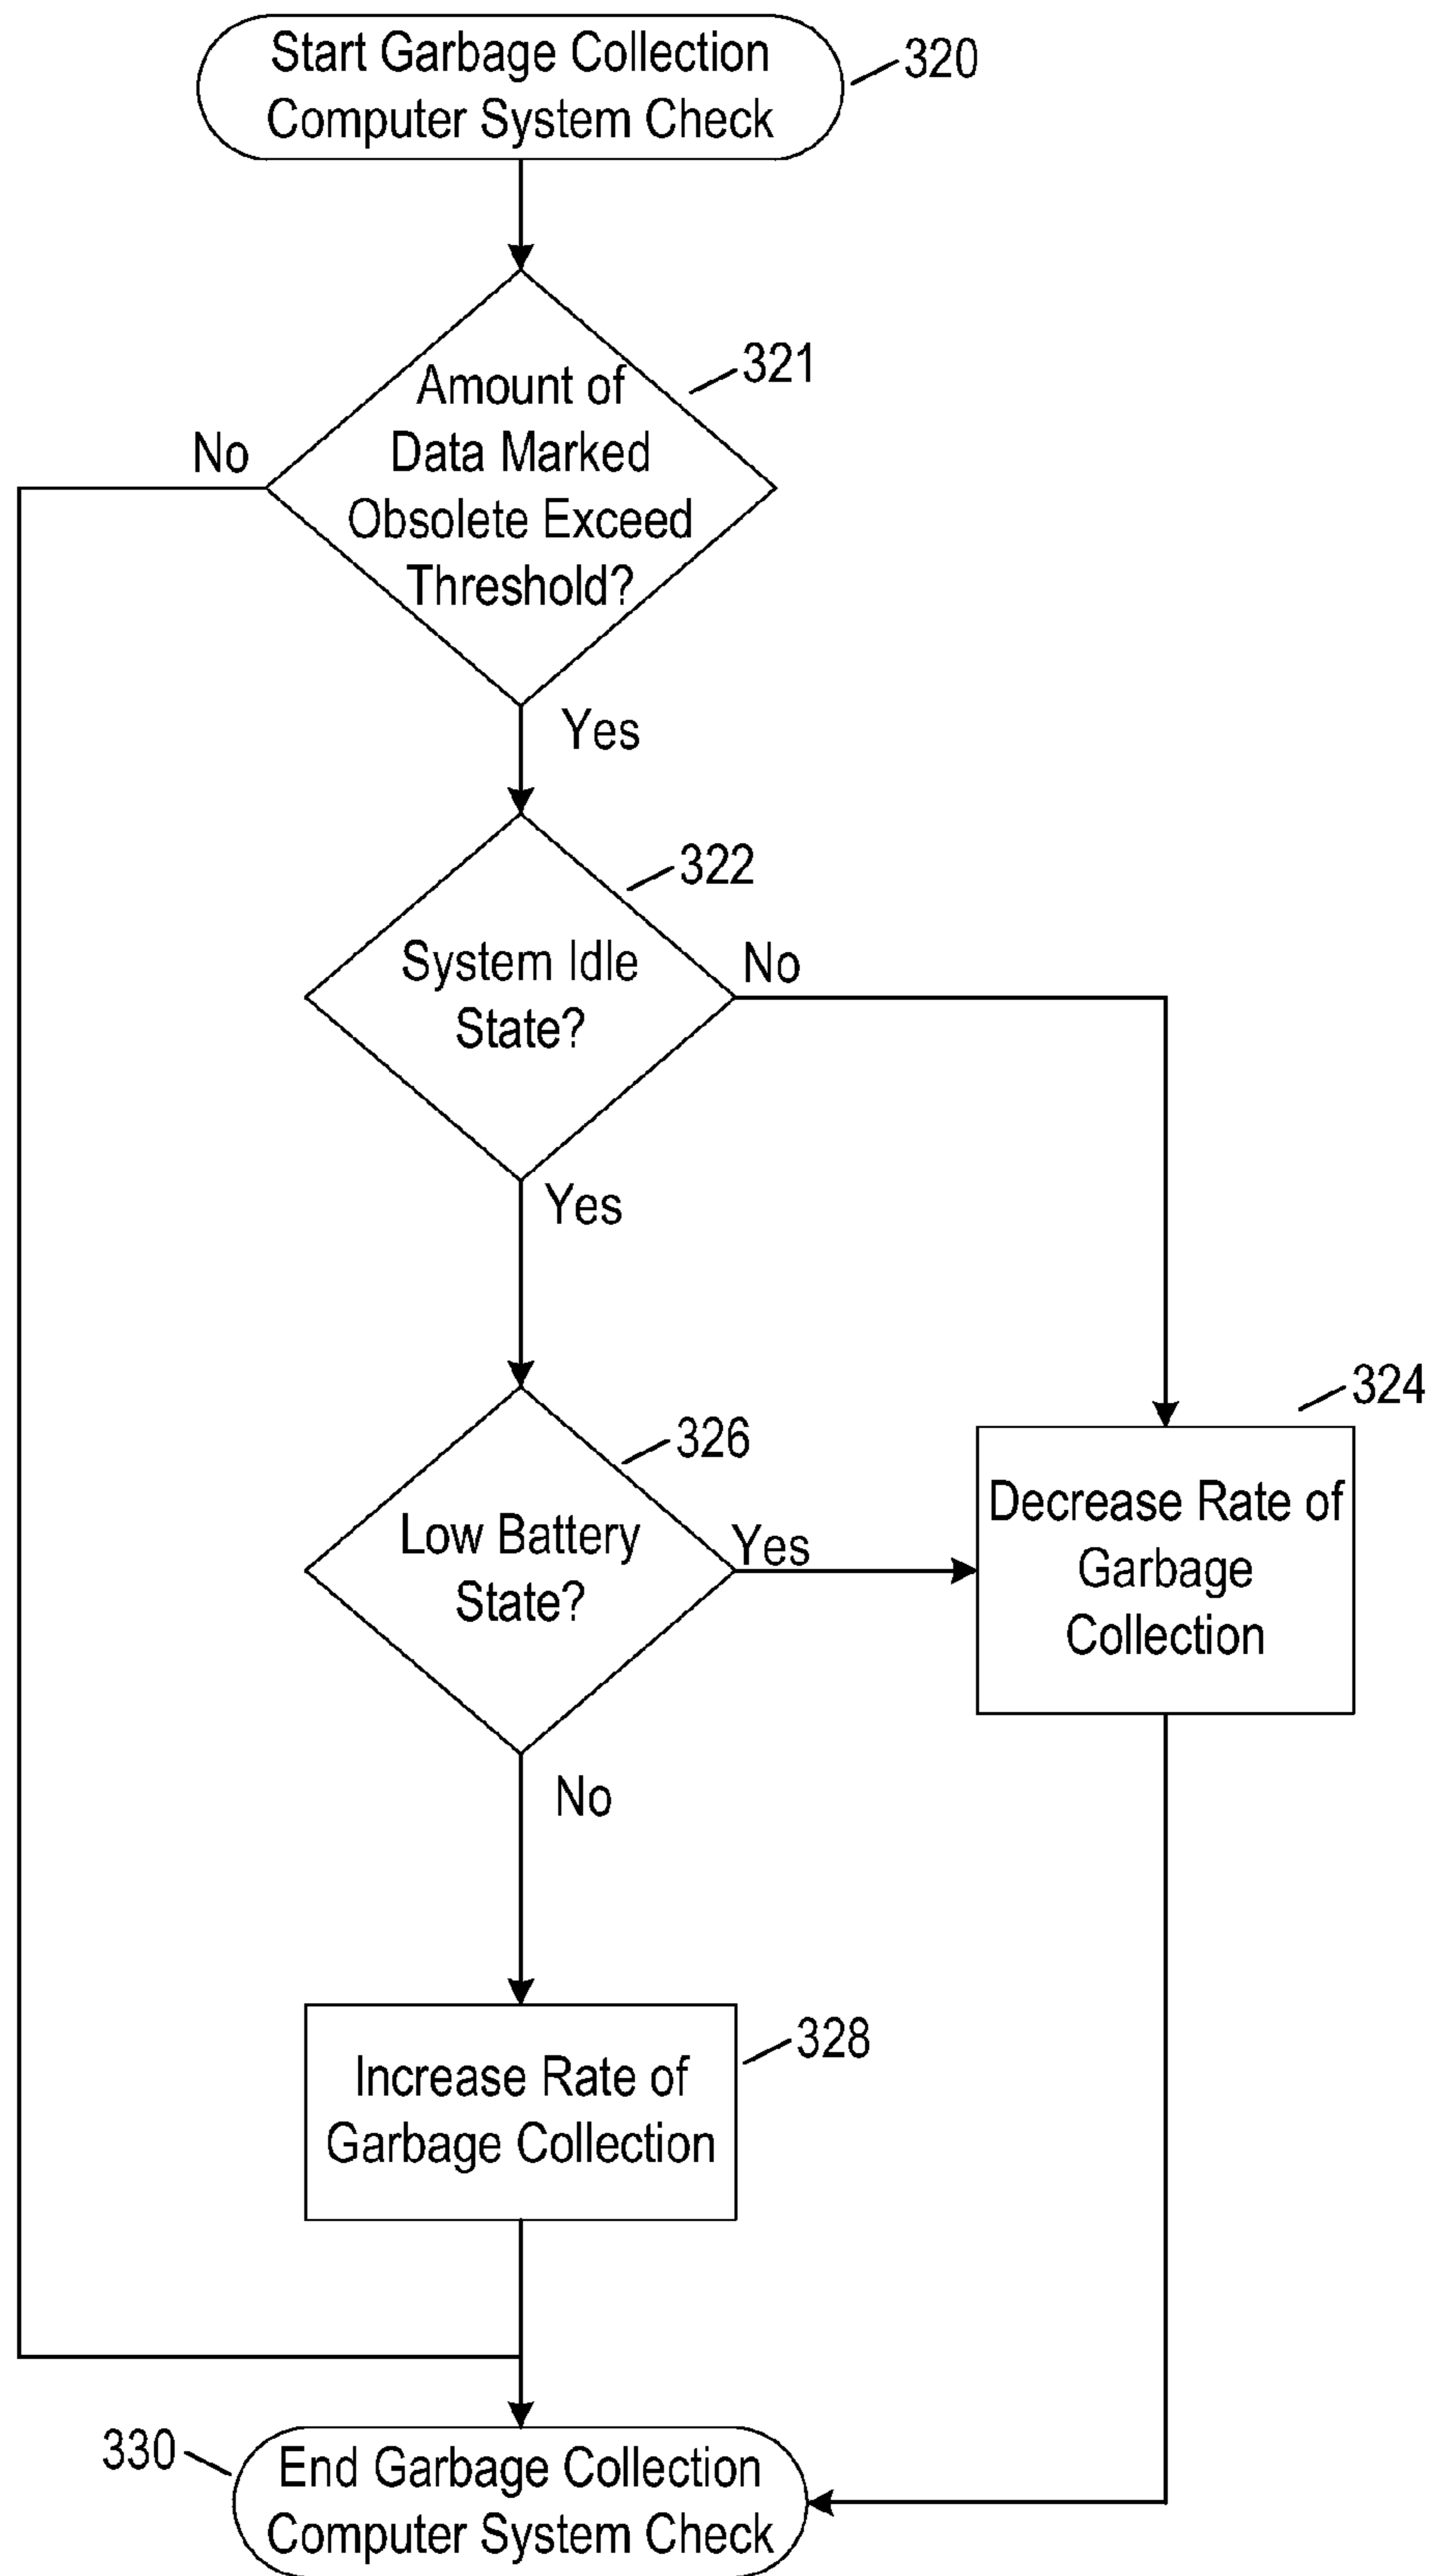 Start Garbage Collection
Computer System Check
320
321
Amount of
Data Marked
Obsolete Exceed
Threshold?
No
Yes
322
System Idle
State?
No
Yes
324
326
Low Battery
State?
Yes
Decrease Rate of
Garbage
Collection
No
328
Increase Rate of
Garbage Collection
330
End Garbage Collection
Computer System Check